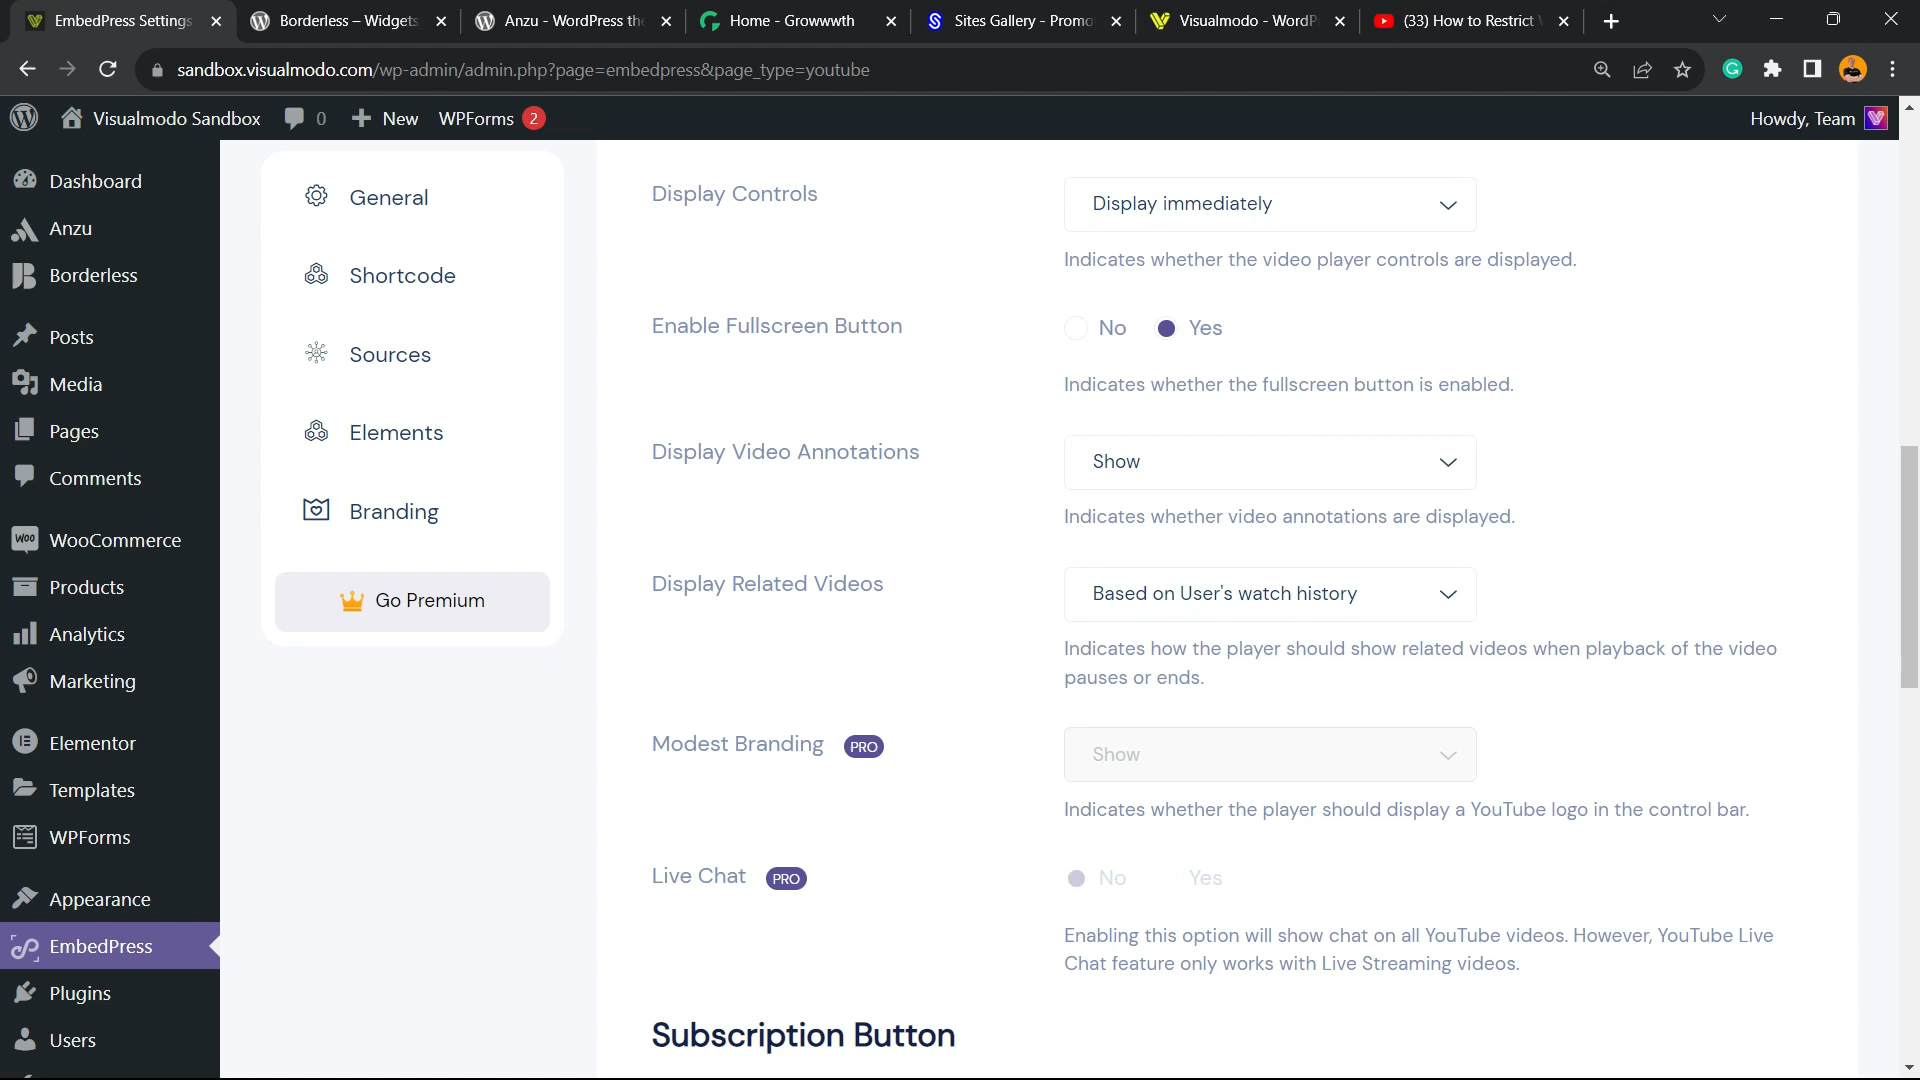 EmbedPress Settings
Borderless – Widgets
Anzu - WordPress the
Home - Growwwth
Sites Gallery - Promo
Visualmodo - WordP
(33) How to Restrict
sandbox.visualmodo.com/wp-admin/admin.php?page=embedpress&page_type=youtube
Visualmodo Sandbox
0
New
WPForms 2
Howdy, Team
Dashboard
Anzu
Borderless
Posts
Media
Pages
Comments
WooCommerce
Products
Analytics
Marketing
Elementor
Templates
WPForms
Appearance
EmbedPress
Plugins
Users
General
Shortcode
Sources
Elements
Branding
Go Premium
Display Controls
Display immediately
Indicates whether the video player controls are displayed.
Enable Fullscreen Button
No Yes
Indicates whether the fullscreen button is enabled.
Display Video Annotations
Show
Indicates whether video annotations are displayed.
Display Related Videos
Based on User's watch history
Indicates how the player should show related videos when playback of the video
pauses or ends.
Modest Branding PRO
Show
Indicates whether the player should display a YouTube logo in the control bar.
Live Chat PRO
No Yes
Enabling this option will show chat on all YouTube videos. However, YouTube Live
Chat feature only works with Live Streaming videos.
Subscription Button